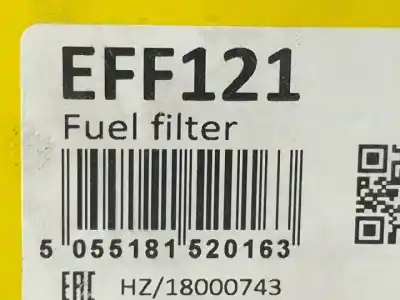 EFF121
Fuel filter
5 055181 520163
EAC HZ/18000743